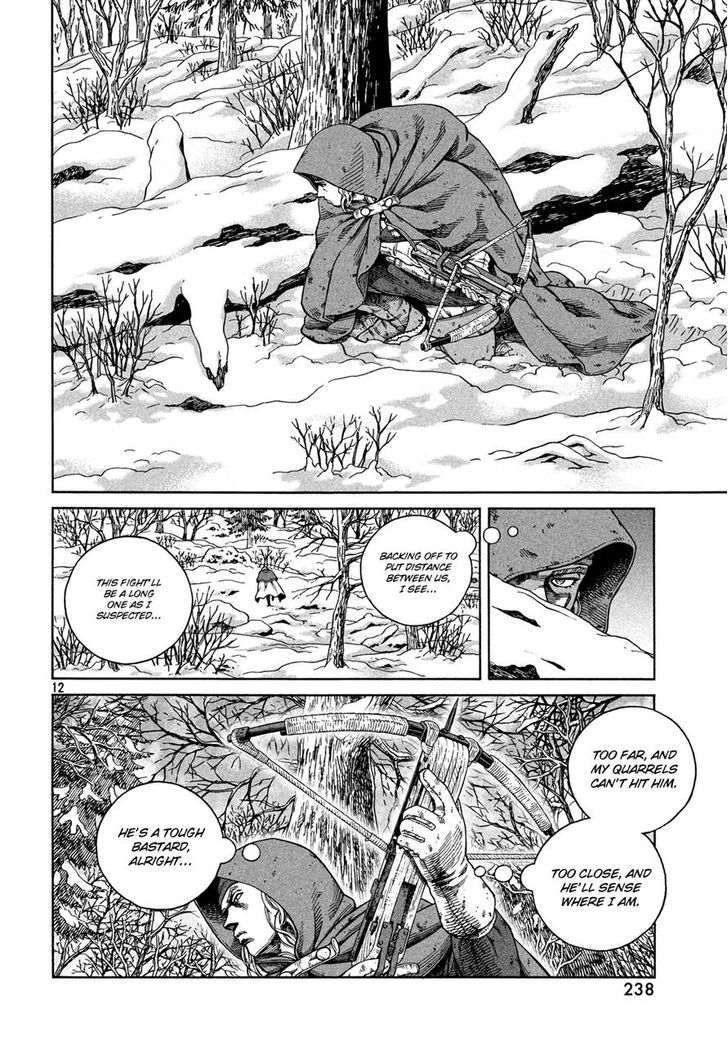 BACKING OFF TO
PUT DISTANCE
BETWEEN US,
I SEE...
THIS FIGHT'LL
BE A LONG
ONE AS I
SUSPECTED...
12
TOO FAR, AND
MY QUARRELS
CAN'T HIT HIM.
TOO CLOSE, AND
HE'LL SENSE
WHERE I AM.
HE'S A TOUGH
BASTARD,
ALRIGHT...
238